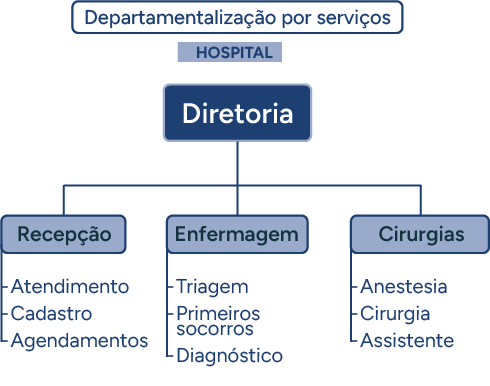 Departamentalização por serviços
HOSPITAL
Diretoria
Recepção
Atendimento
Cadastro
Agendamentos
Enfermagem
Triagem
Primeiros
socorros
Diagnóstico
Cirurgias
Anestesia
Cirurgia
Assistente